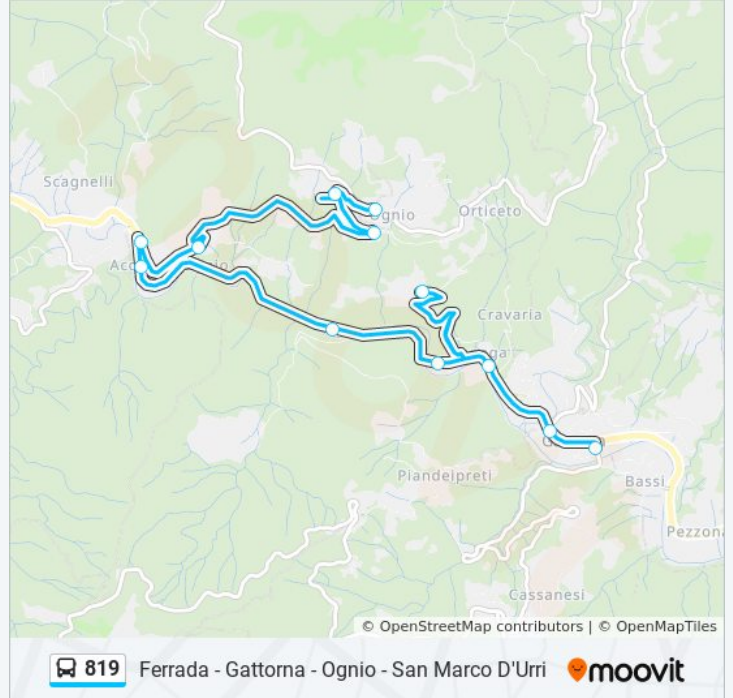 Scagnelli
Ognio
Orticeto
Cravaria
Piandeipreti
Bassi
Pezzona
Cassanesi
© OpenStreetMap contributors | © OpenMapTiles
819 Ferrada - Gattorna - Ognio - San Marco D'Urri moovit